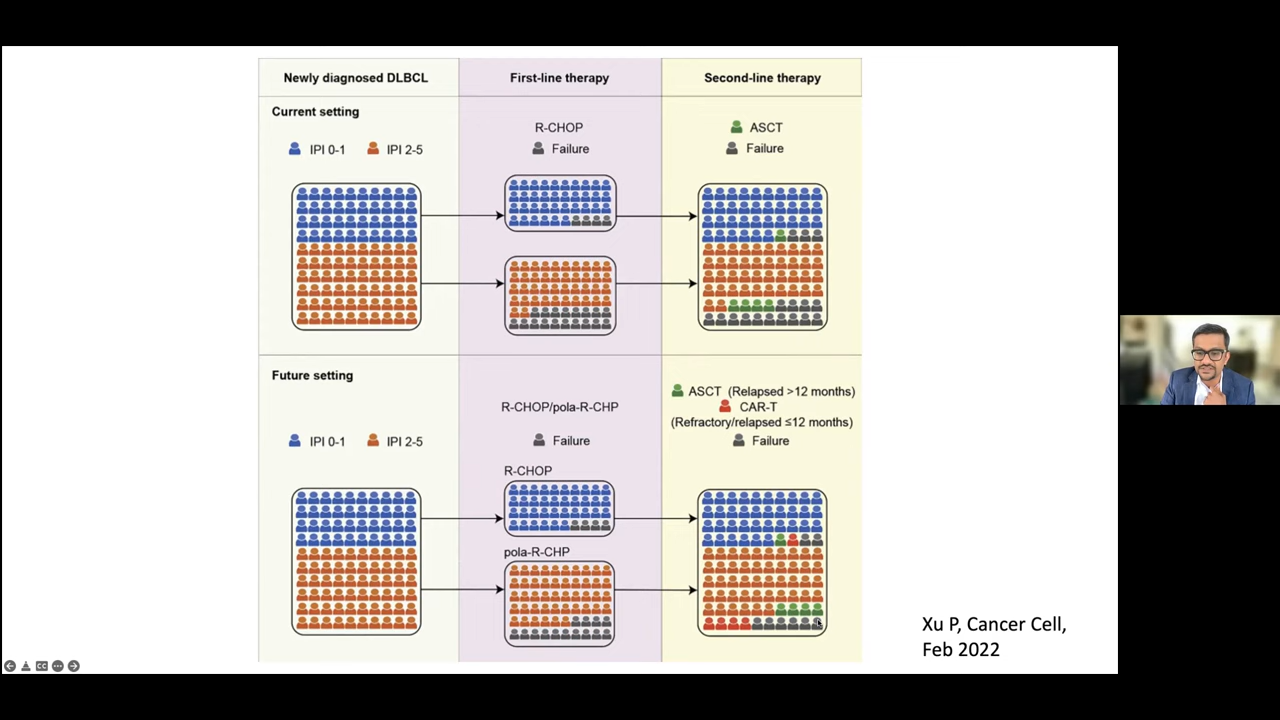 Newly diagnosed DLBCL
First-line therapy
Second-line therapy
Current setting
IPI 0-1
IPI 2-5
R-CHOP
Failure
ASCT
Failure
Future setting
IPI 0-1
IPI 2-5
R-CHOP/pola-R-CHP
Failure
R-CHOP
pola-R-CHP
ASCT (Relapsed >12 months)
CAR-T
(Refractory/relapsed ≤12 months)
Failure
Xu P, Cancer Cell,
Feb 2022
CC